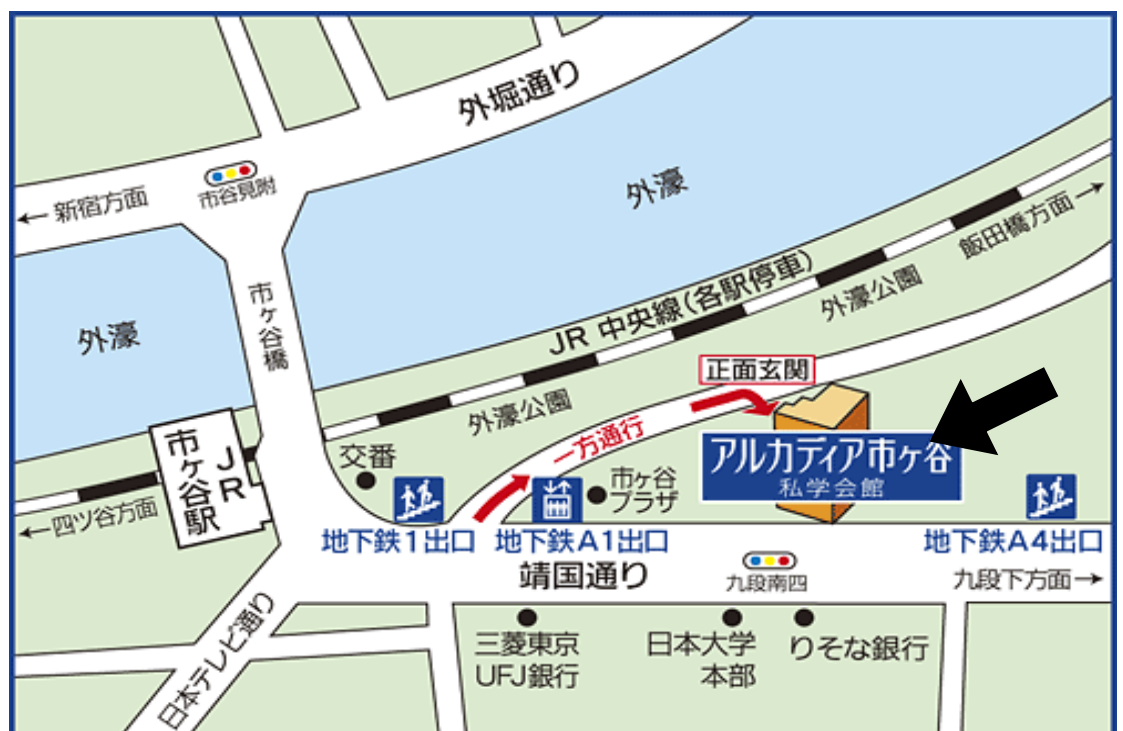 外堀通り
市谷見附
←新宿方面
外濠
飯田橋方面→
市ヶ谷橋
外濠
JR 中央線(各駅停車)
外濠公園
正面玄関
外濠公園
一方通行
アルカディア市ヶ谷
私学会館
JR
市ヶ谷駅
交番
市ヶ谷
プラザ
←四ツ谷方面
地下鉄1出口
地下鉄A1出口
地下鉄A4出口
靖国通り
九段南四
九段下方面→
日本テレビ通り
三菱東京
UFJ銀行
日本大学
本部
りそな銀行